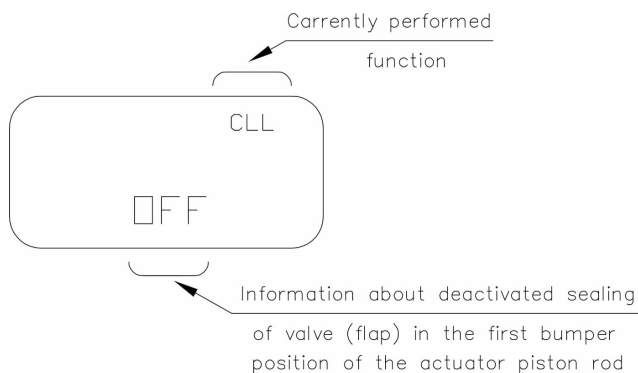 Carrently performed
function
CLL
OFF
Information about deactivated sealing
of valve (flap) in the first bumper
position of the actuator piston rod